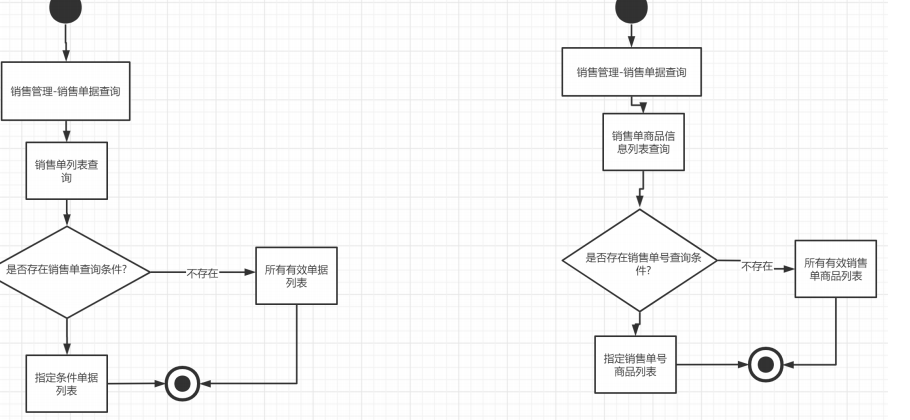 销售管理-销售单据查询
销售单列表查
询
是否存在销售单查询条件?
不存在
所有有效单据
列表
指定条件单据
列表
销售管理-销售单据查询
销售单商品信
息列表查询
是否存在销售单号查询条
件?
不存在
所有有效销售
单商品列表
指定销售单号
商品列表